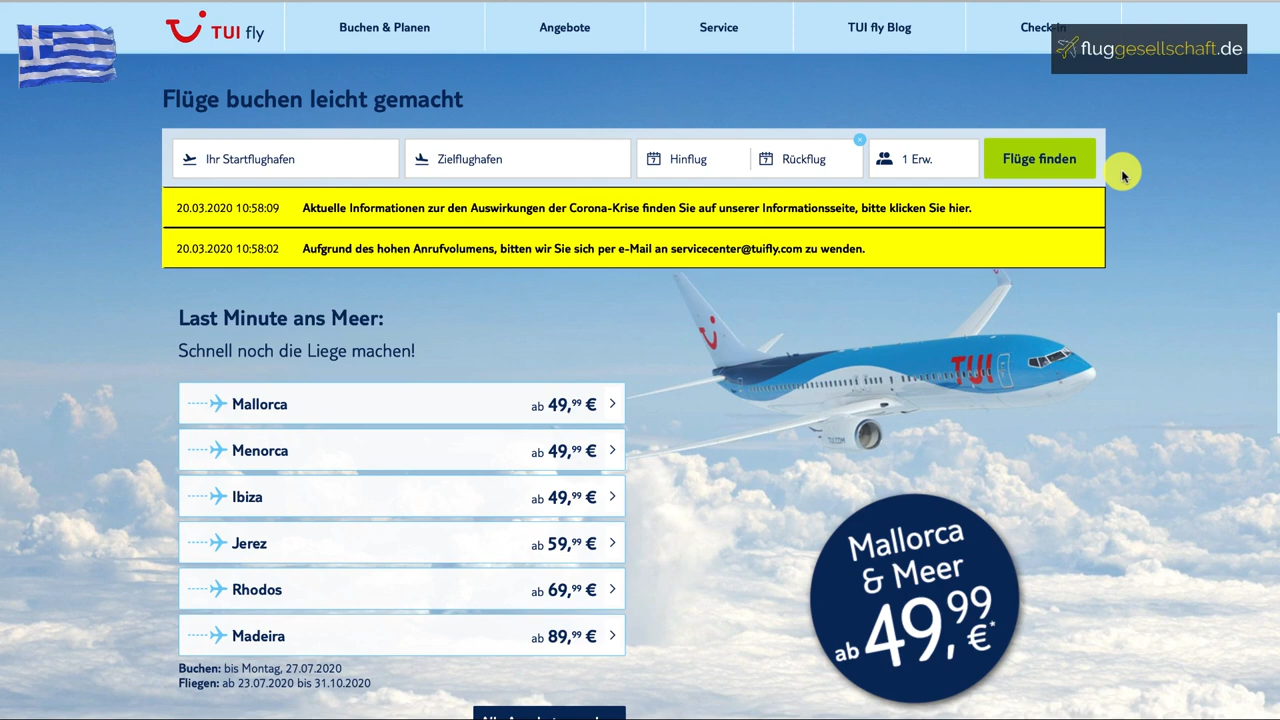 TUI fly
Buchen & Planen
Angebote
Service
TUI fly Blog
Check-in
fluggesellschaft.de
Flüge buchen leicht gemacht
Ihr Startflughafen
Zielflughafen
7 Hinflug
7 Rückflug
1 Erw.
Flüge finden
20.03.2020 10:58:09 Aktuelle Informationen zur den Auswirkungen der Corona-Krise finden Sie auf unserer Informationsseite, bitte klicken Sie hier.
20.03.2020 10:58:02 Aufgrund des hohen Anrufvolumens, bitten wir Sie sich per e-Mail an servicecenter@tuifly.com zu wenden.
Last Minute ans Meer:
Schnell noch die Liege machen!
Mallorca ab 49,99 €
Menorca ab 49,99 €
Ibiza ab 49,99 €
Jerez ab 59,99 €
Rhodos ab 69,99 €
Madeira ab 89,99 €
Buchen: bis Montag, 27.07.2020
Fliegen: ab 23.07.2020 bis 31.10.2020
TUI
TUI.COM
Mallorca
& Meer
ab 49,99 €*